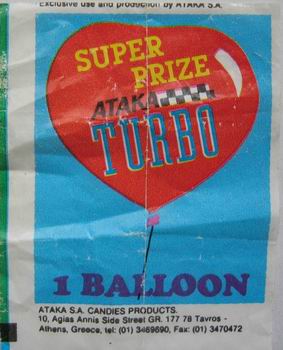 Exclusive use and production by ATAKA S.A.
SUPER
PRIZE
ATAKA
TURBO
1 BALLOON
ATAKA S.A. CANDIES PRODUCTS.
10, Agias Annis Side Street GR. 177 78 Tavros -
Athens, Greece, tel: (01) 3469690, Fax: (01) 3470472